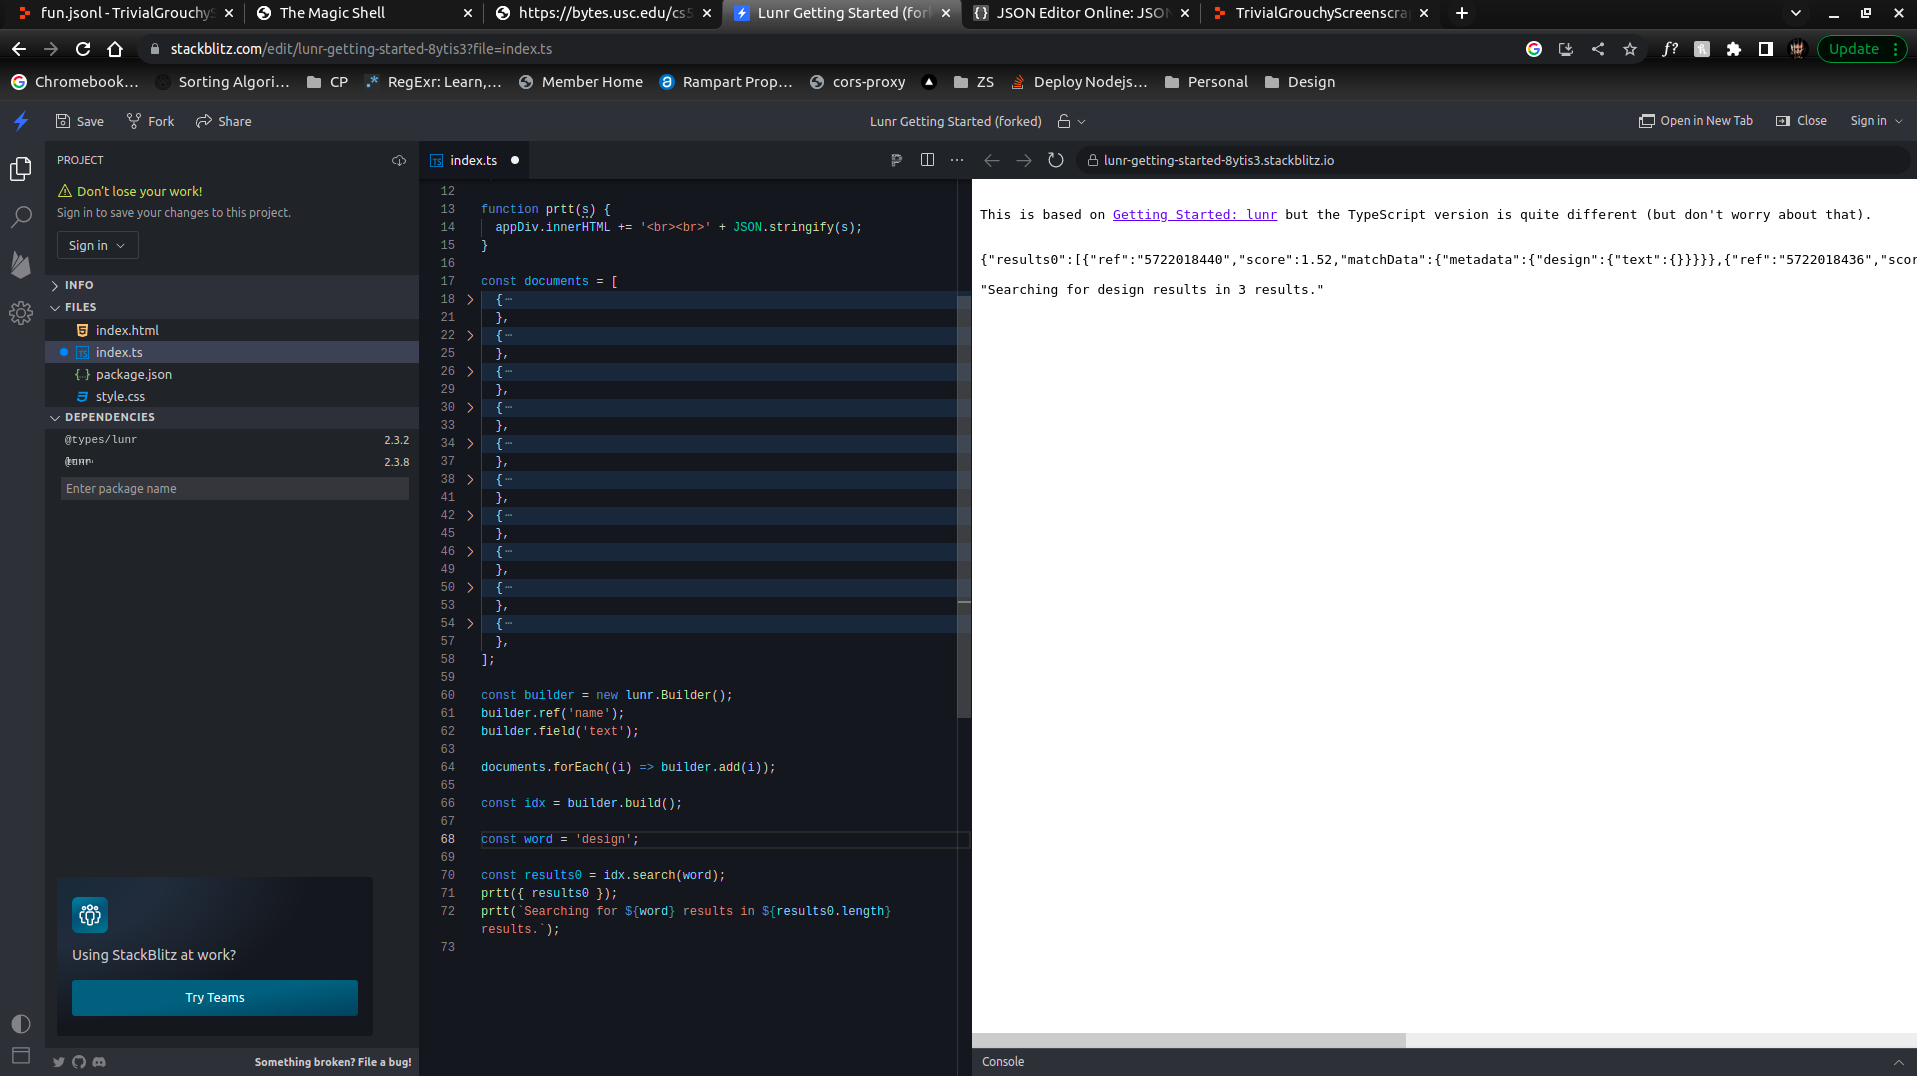 fun.jsonl - TrivialGrouchyS
The Magic Shell
https://bytes.usc.edu/cs5
Lunr Getting Started (fork
JSON Editor Online: JSON
TrivialGrouchyScreenscra
stackblitz.com/edit/lunr-getting-started-8ytis3?file=index.ts
f?
Update
Chromebook…
Sorting Algori…
CP
RegExr: Learn,…
Member Home
Rampart Prop…
cors-proxy
ZS
Deploy Nodejs…
Personal
Design
Save
Fork
Share
Lunr Getting Started (forked)
Open in New Tab
Close
Sign in
PROJECT
Don't lose your work!
Sign in to save your changes to this project.
Sign in
INFO
FILES
index.html
TS index.ts
{..} package.json
style.css
DEPENDENCIES
@types/lunr 2.3.2
2.3.8
Enter package name
Using StackBlitz at work?
Try Teams
Something broken? File a bug!
TS index.ts
12
13 function prtt(s) {
14 appDiv.innerHTML += '<br><br>' + JSON.stringify(s);
15 }
16
17 const documents = [
18 {⋯
21 },
22 {⋯
25 },
26 {⋯
29 },
30 {⋯
33 },
34 {⋯
37 },
38 {⋯
41 },
42 {⋯
45 },
46 {⋯
49 },
50 {⋯
53 },
54 {⋯
57 },
58 ];
59
60 const builder = new lunr.Builder();
61 builder.ref('name');
62 builder.field('text');
63
64 documents.forEach((i) => builder.add(i));
65
66 const idx = builder.build();
67
68 const word = 'design';
69
70 const results0 = idx.search(word);
71 prtt({ results0 });
72 prtt(`Searching for ${word} results in ${results0.length}
results.`);
73
lunr-getting-started-8ytis3.stackblitz.io
This is based on Getting Started: lunr but the TypeScript version is quite different (but don't worry about that).
{"results0":[{"ref":"5722018440","score":1.52,"matchData":{"metadata":{"design":{"text":{}}}}},{"ref":"5722018436","scor
"Searching for design results in 3 results."
Console